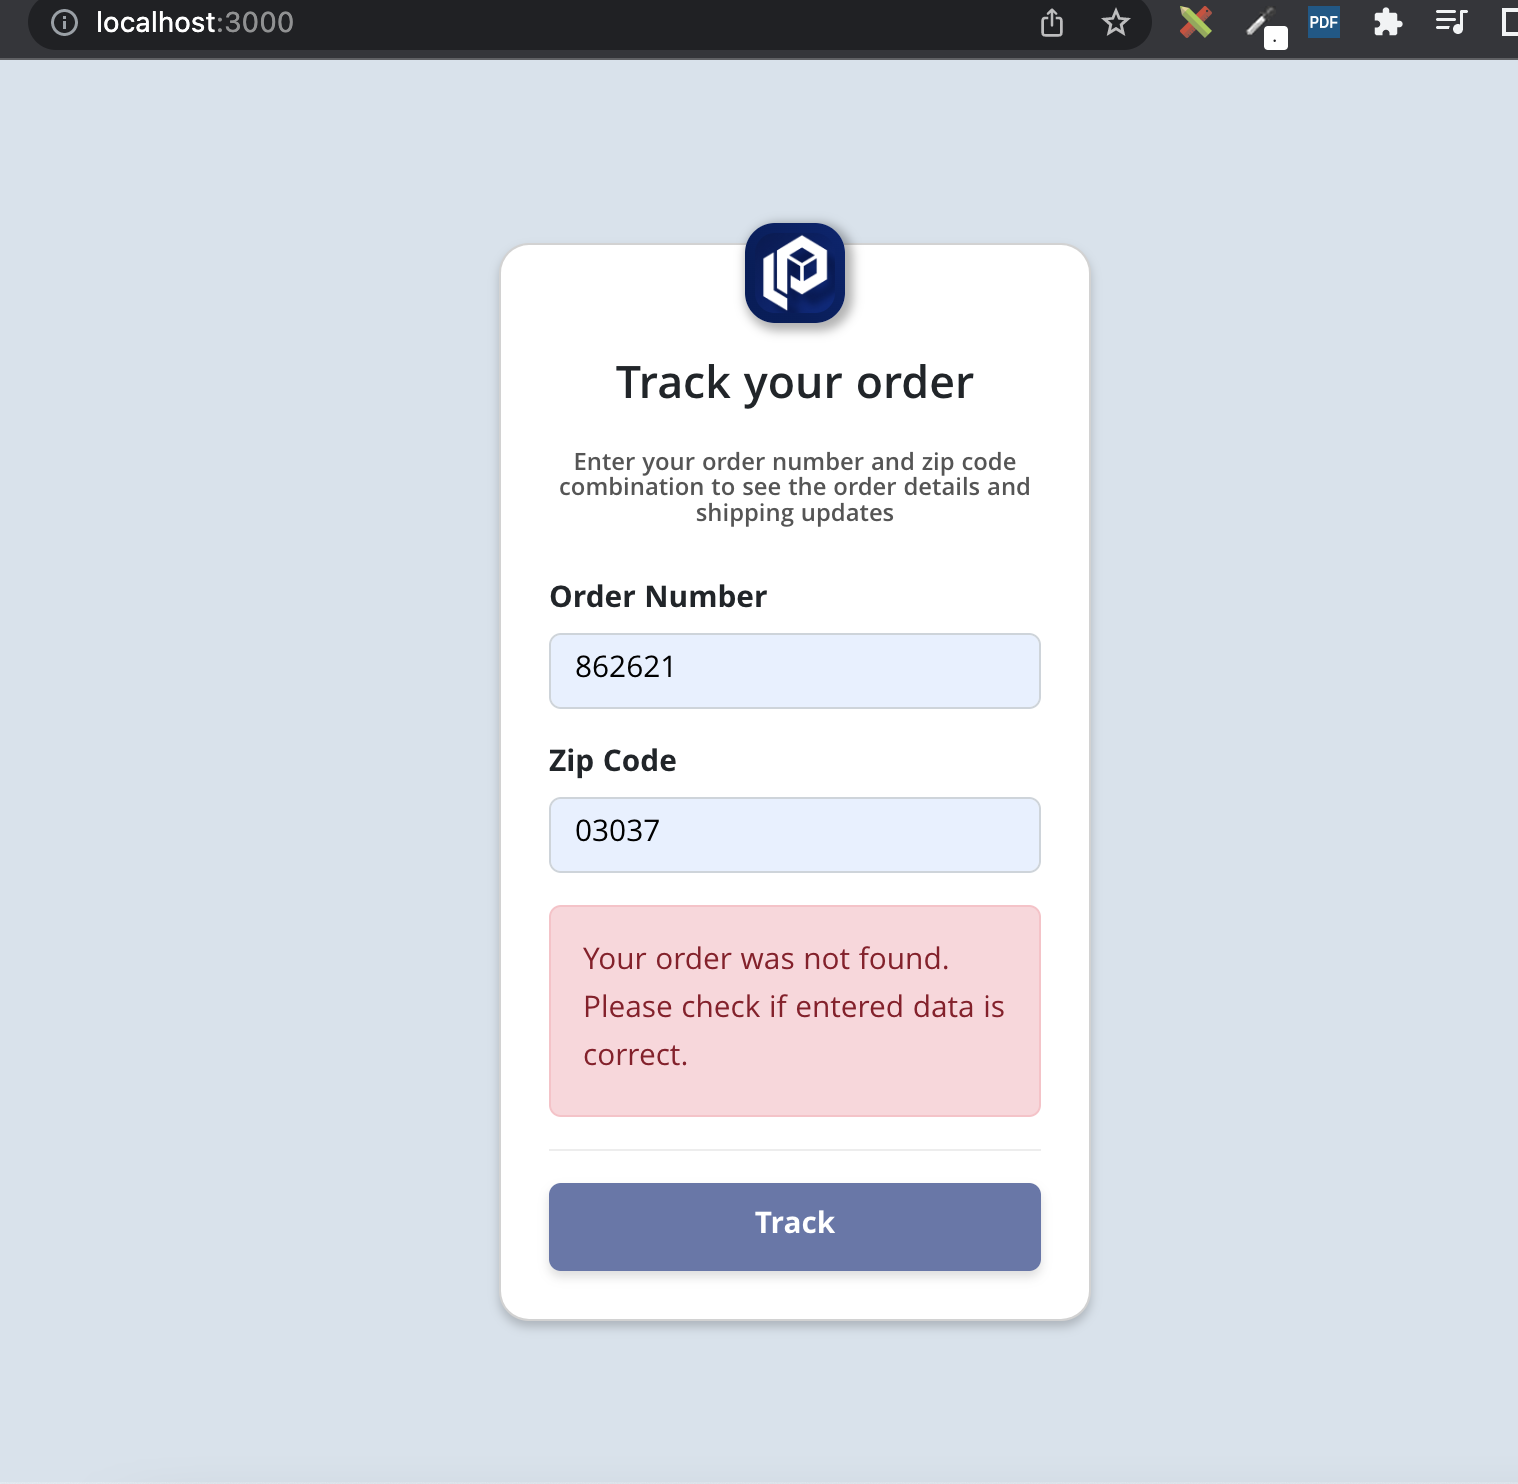 localhost:3000
PDF
Track your order
Enter your order number and zip code
combination to see the order details and
shipping updates
Order Number
862621
Zip Code
03037
Your order was not found.
Please check if entered data is
correct.
Track